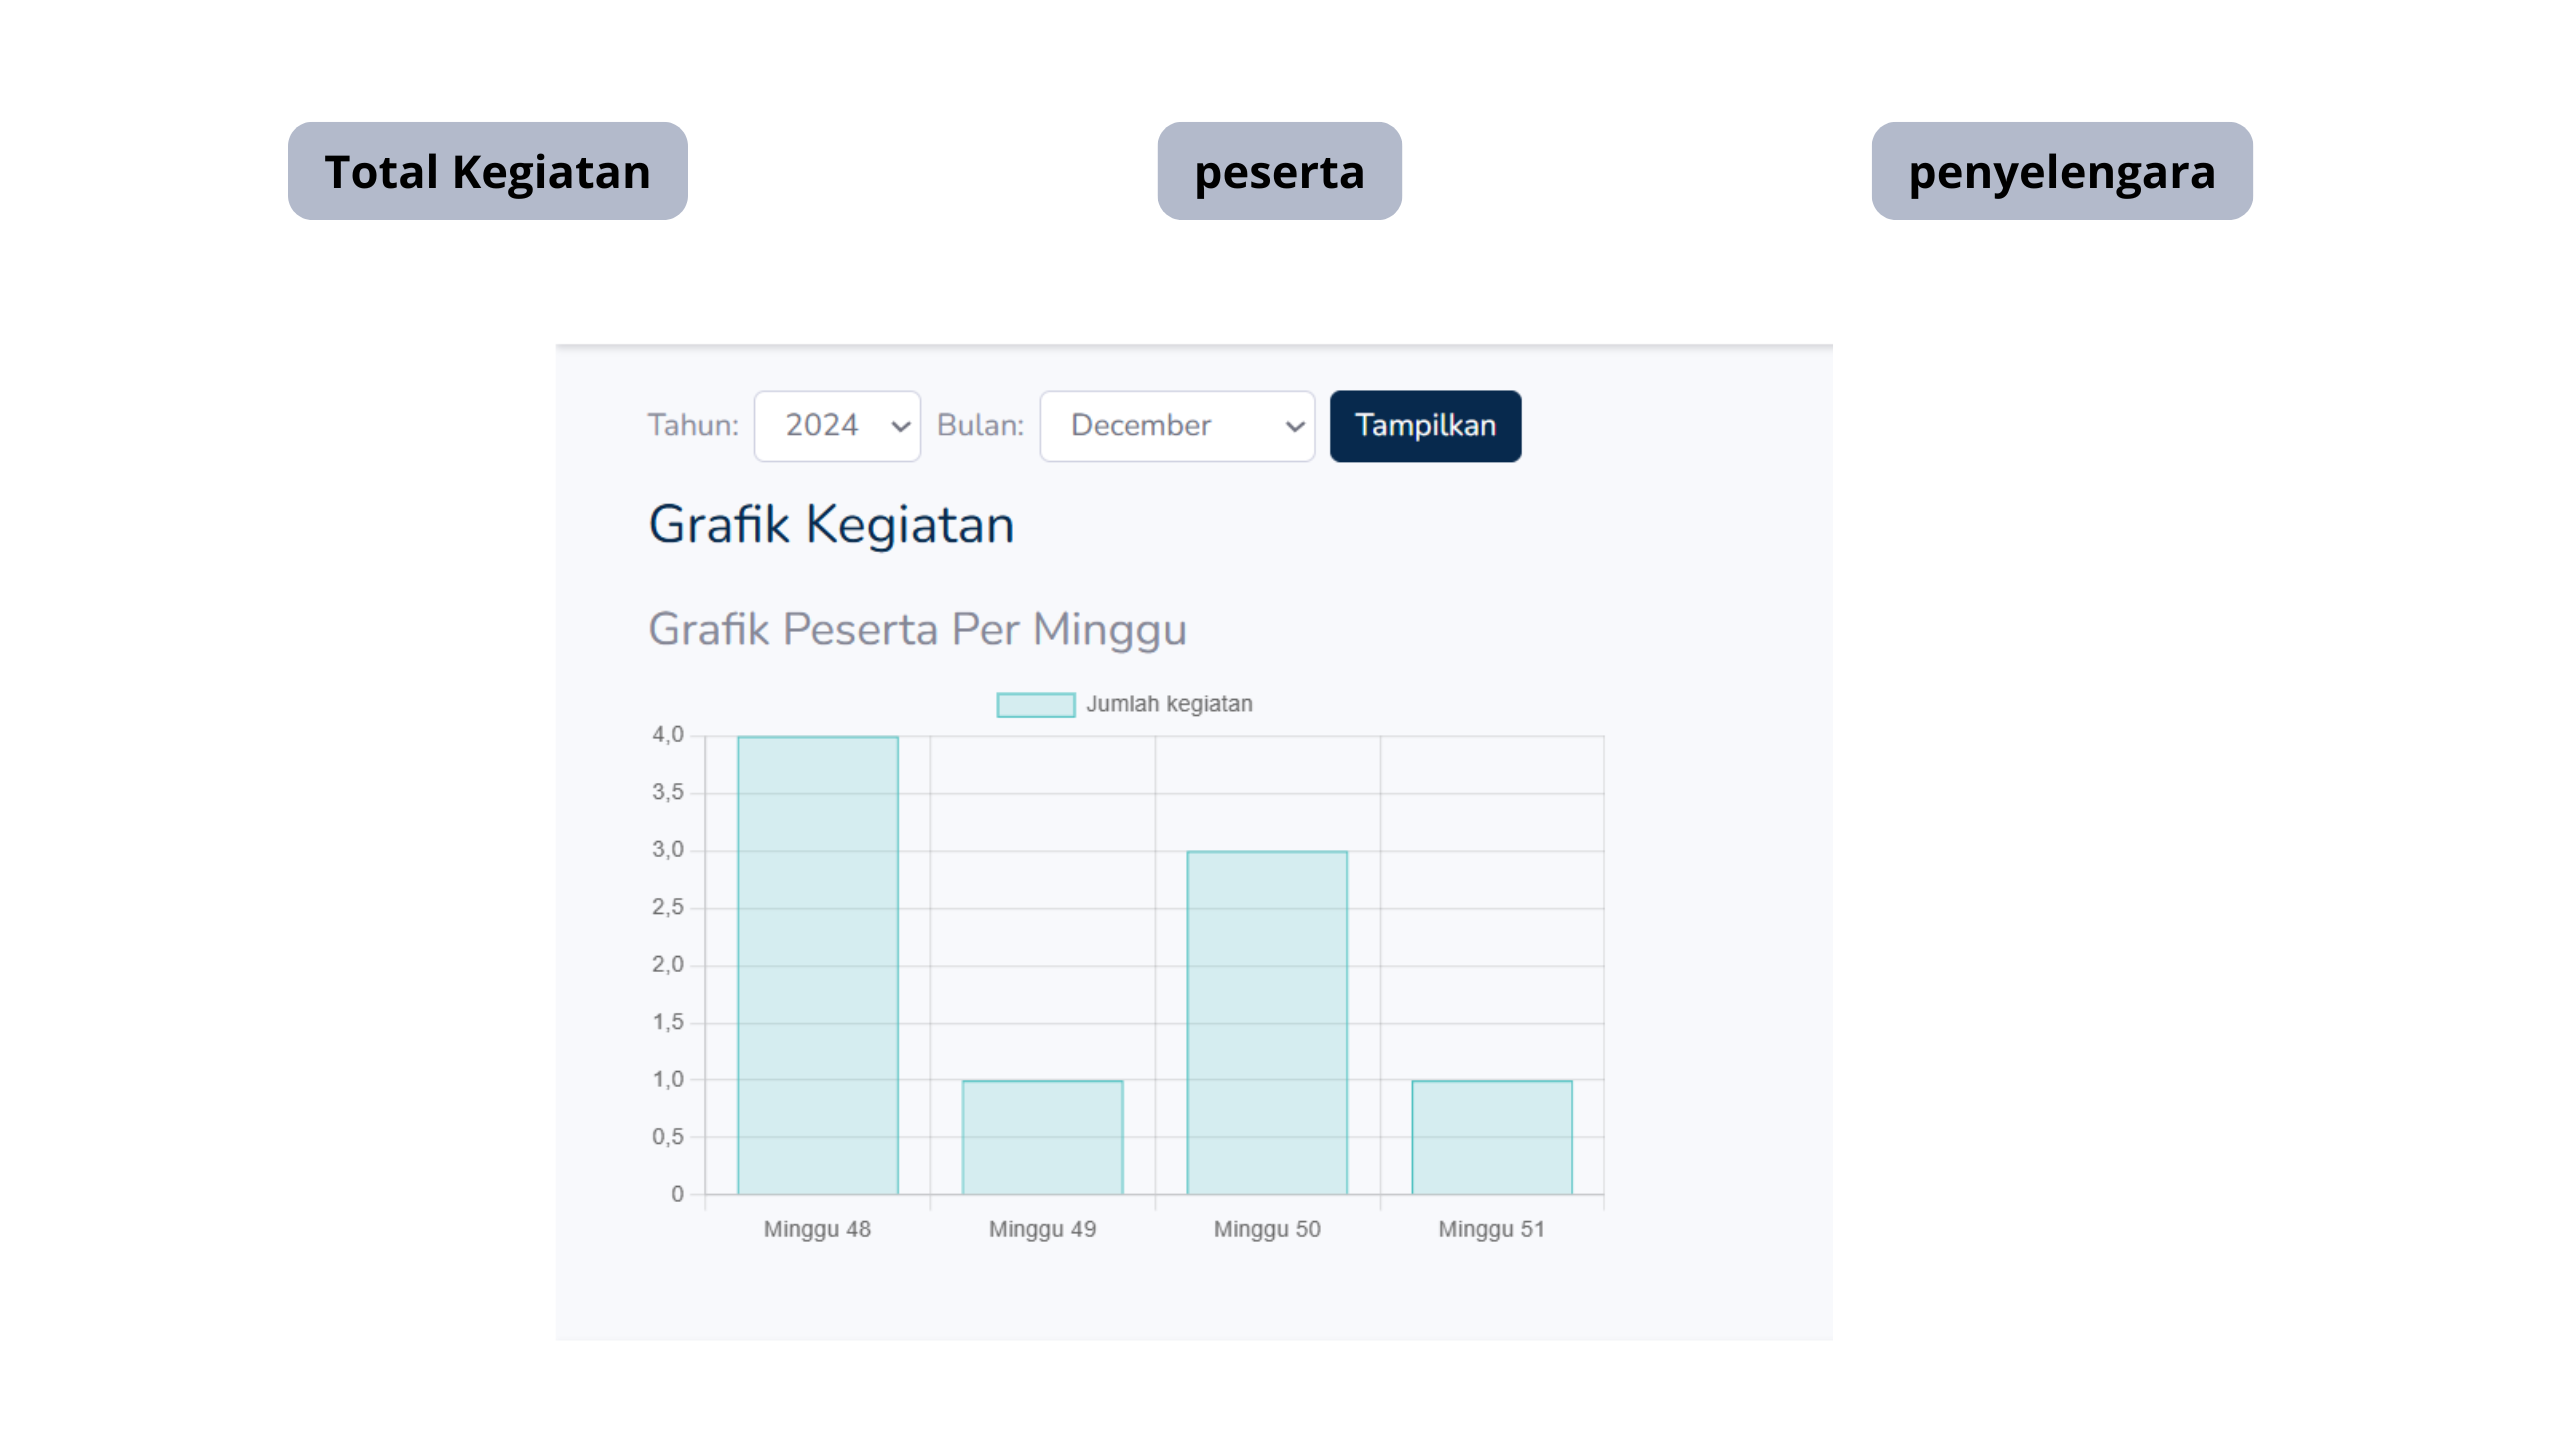 Total Kegiatan
peserta
penyelengara
Tahun: 2024 Bulan: December Tampilkan
Grafik Kegiatan
Grafik Peserta Per Minggu
Jumlah kegiatan
4,0
3,5
3,0
2,5
2,0
1,5
1,0
0,5
0
Minggu 48 Minggu 49 Minggu 50 Minggu 51